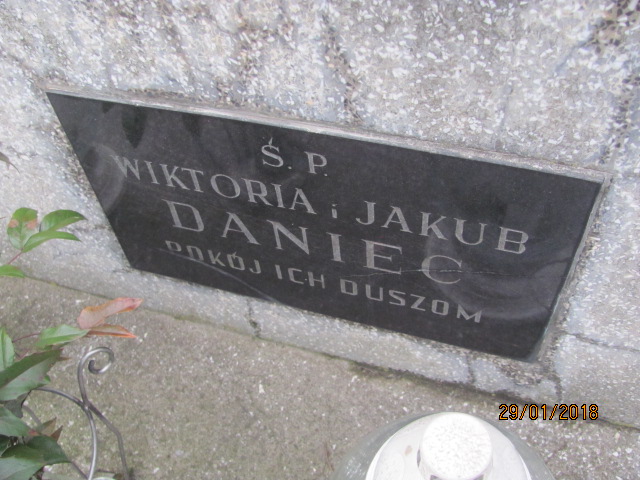 Ś. P.
WIKTORIA i JAKUB
DANIEC
POKÓJ ICH DUSZOM
29/01/2018